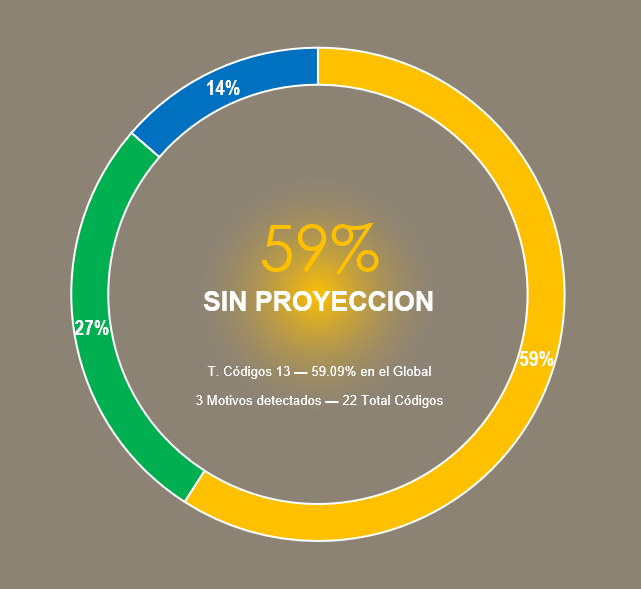 14%
59%
SIN PROYECCION
27%
59%
T. Códigos 13 — 59.09% en el Global
3 Motivos detectados — 22 Total Códigos